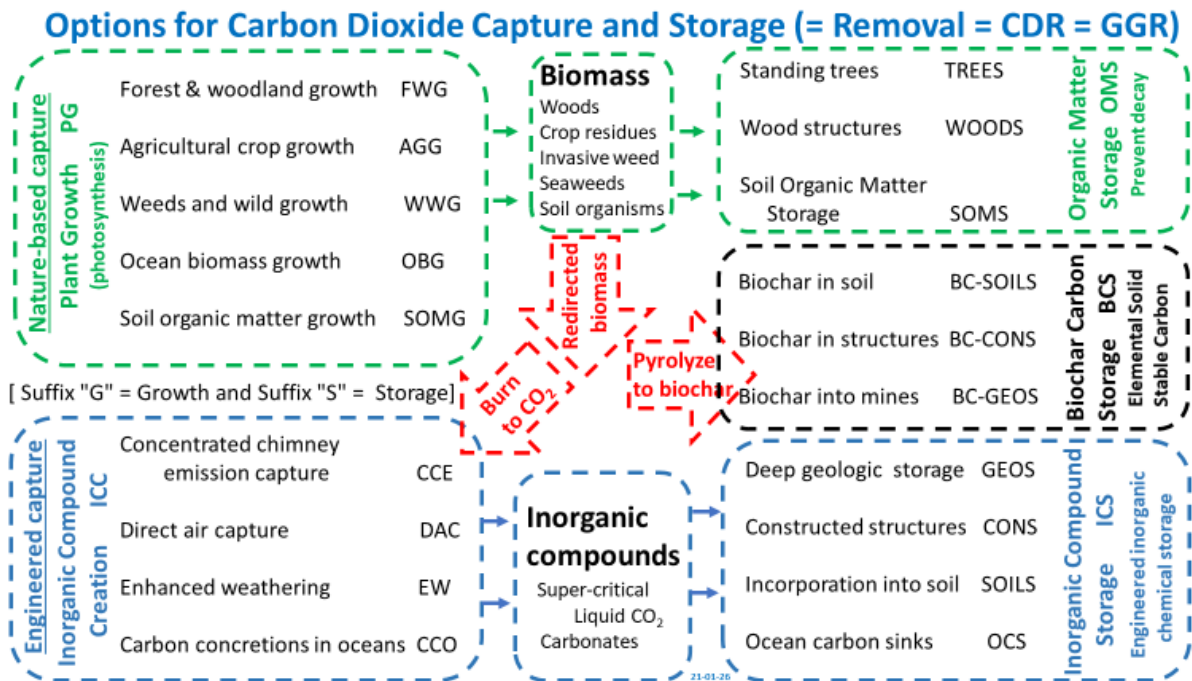 Options for Carbon Dioxide Capture and Storage (= Removal = CDR = GGR)
Nature-based capture
Plant Growth PG
(photosynthesis)
Forest & woodland growth FWG
Agricultural crop growth AGG
Weeds and wild growth WWG
Ocean biomass growth OBG
Soil organic matter growth SOMG
Biomass
Woods
Crop residues
Invasive weed
Seaweeds
Soil organisms
Standing trees TREES
Wood structures WOODS
Soil Organic Matter
Storage SOMS
Organic Matter
Storage OMS
Prevent decay
Redirected
biomass
Burn
to CO₂
Pyrolyze
to biochar
Biochar in soil BC-SOILS
Biochar in structures BC-CONS
Biochar into mines BC-GEOS
Biochar Carbon
Storage BCS
Elemental Solid
Stable Carbon
[ Suffix "G" = Growth and Suffix "S" = Storage]
Engineered capture
Inorganic Compound
Creation ICC
Concentrated chimney
emission capture CCE
Direct air capture DAC
Enhanced weathering EW
Carbon concretions in oceans CCO
Inorganic
compounds
Super-critical
Liquid CO₂
Carbonates
Deep geologic storage GEOS
Constructed structures CONS
Incorporation into soil SOILS
Ocean carbon sinks OCS
Inorganic Compound
Storage ICS
Engineered inorganic
chemical storage
21-01-26